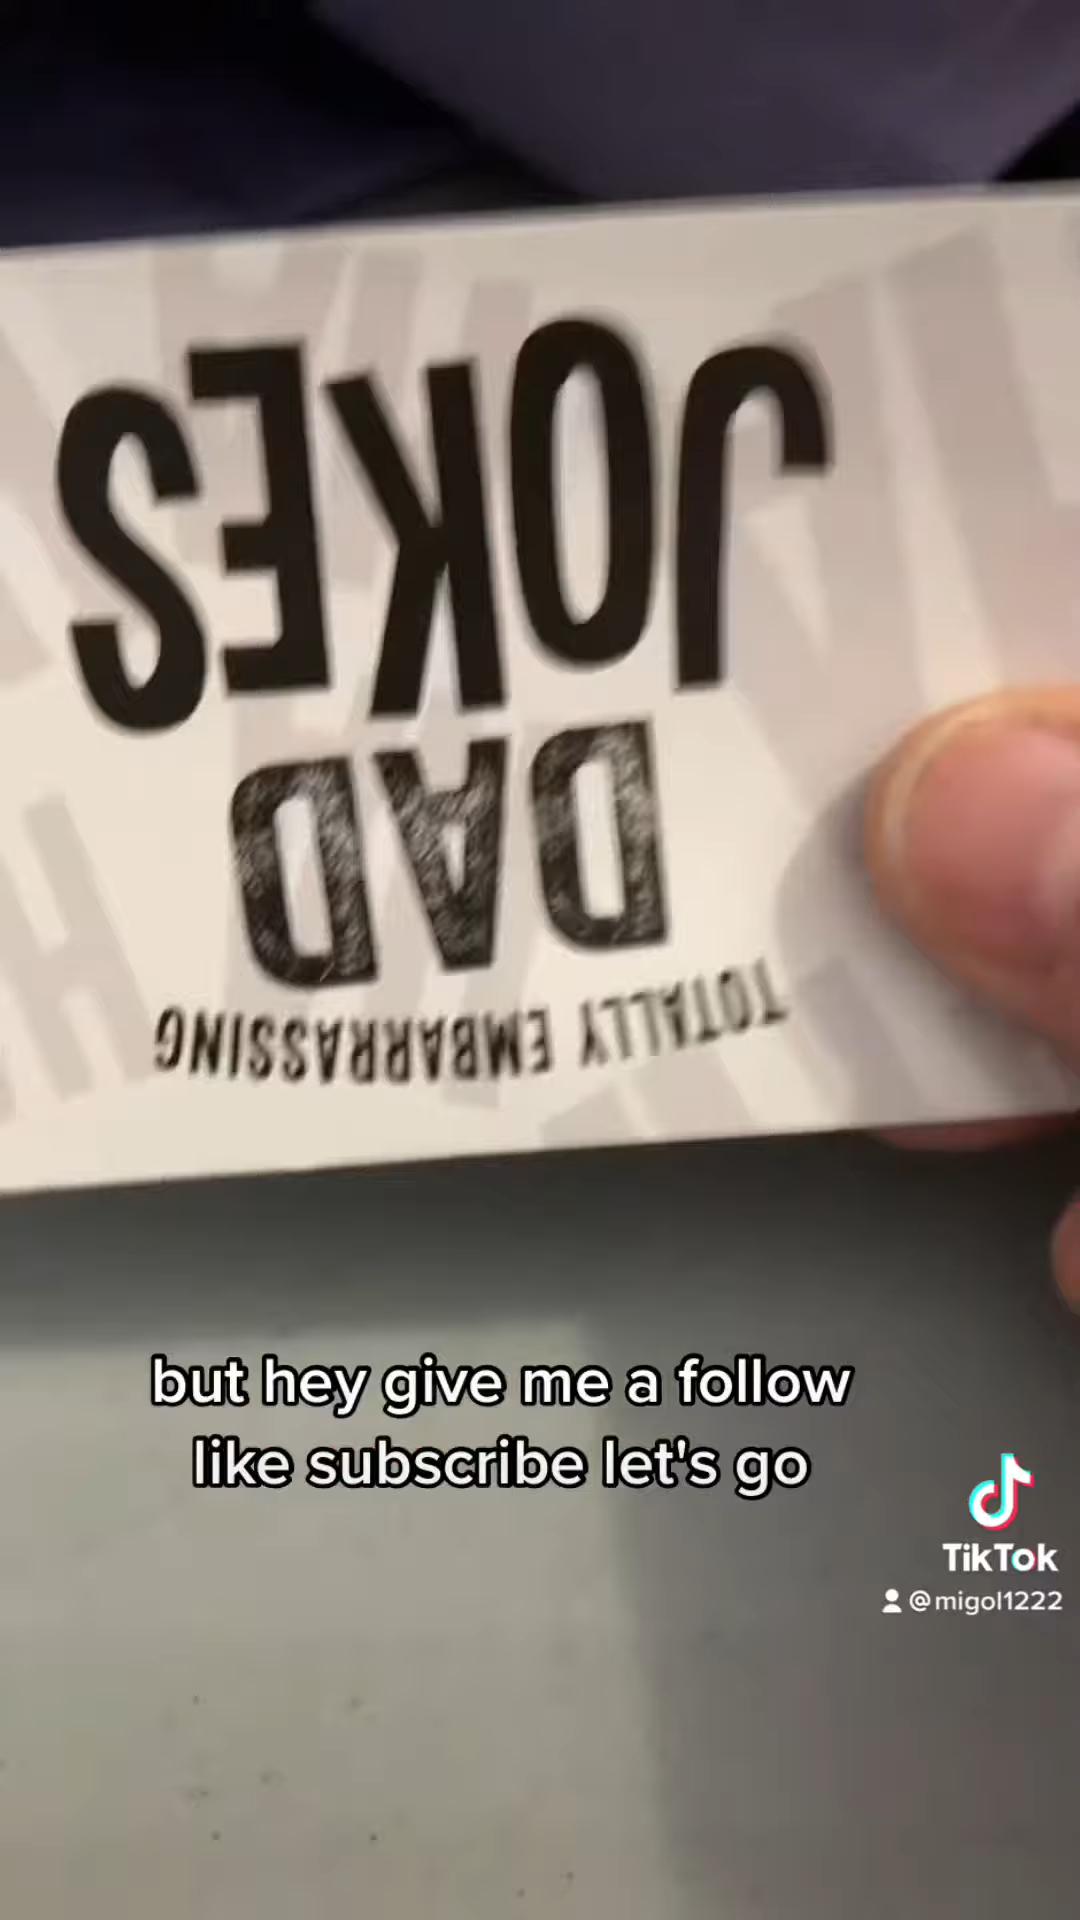 TOTALLY EMBARRASSING
DAD
JOKES
but hey give me a follow
like subscribe let's go
TikTok
@migol1222